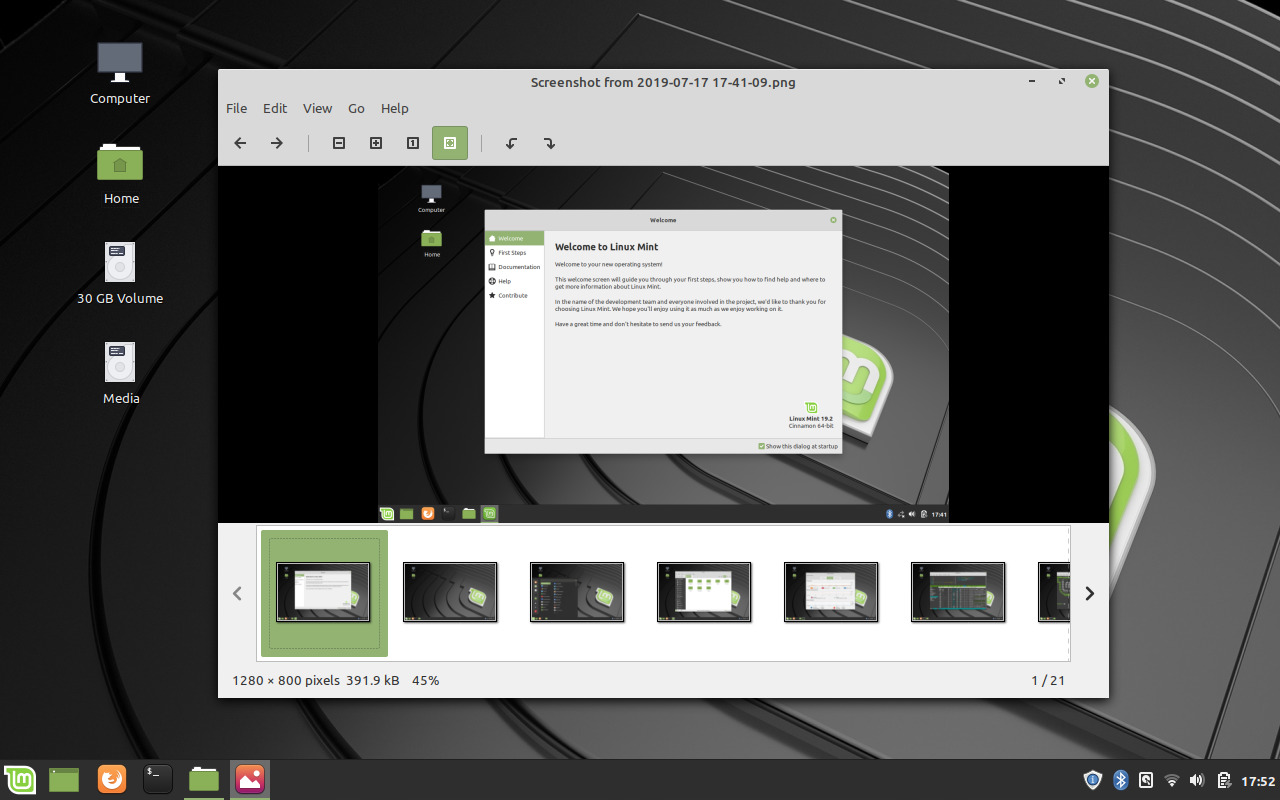 Computer
Home
30 GB Volume
Media
Screenshot from 2019-07-17 17-41-09.png
File Edit View Go Help
1
Computer
Home
Welcome
Welcome
First Steps
Documentation
Help
Contribute
Welcome to Linux Mint
Welcome to your new operating system!
This welcome screen will guide you through your first steps, show you how to find help and where to
get more information about Linux Mint.
In the name of the development team and everyone involved in the project, we'd like to thank you for
choosing Linux Mint. We hope you'll enjoy using it as much as we enjoy working on it.
Have a great time and don't hesitate to send us your feedback.
Linux Mint 19.2
Cinnamon 64-bit
Show this dialog at startup
17:41
1280 × 800 pixels 391.9 kB 45%
1 / 21
$_
17:52